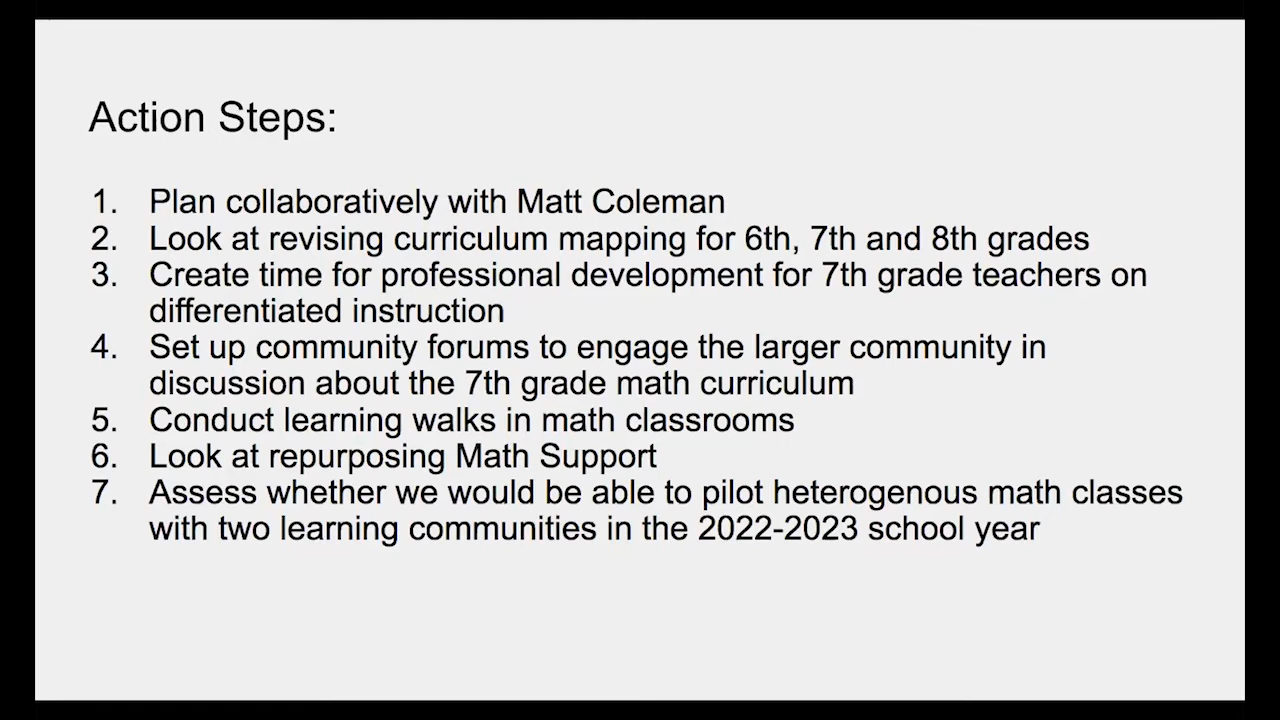 Action Steps:
1. Plan collaboratively with Matt Coleman
2. Look at revising curriculum mapping for 6th, 7th and 8th grades
3. Create time for professional development for 7th grade teachers on
differentiated instruction
4. Set up community forums to engage the larger community in
discussion about the 7th grade math curriculum
5. Conduct learning walks in math classrooms
6. Look at repurposing Math Support
7. Assess whether we would be able to pilot heterogenous math classes
with two learning communities in the 2022-2023 school year